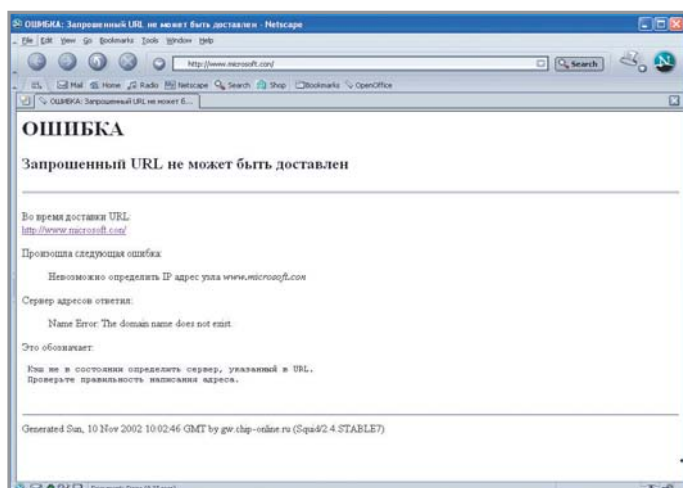 ОШИБКА: Запрошенный URL не может быть доставлен - Netscape
File Edit View Go Bookmarks Tools Window Help
http://www.microsoft.con/
Search
Mail Home Radio Netscape Search Shop Bookmarks OpenOffice
ОШИБКА: Запрошенный URL не может б...
ОШИБКА
Запрошенный URL не может быть доставлен
Во время доставки URL:
http://www.microsoft.con/
Произошла следующая ошибка:
Невозможно определить IP адрес узла www.microsoft.con
Сервер адресов ответил:
Name Error: The domain name does not exist.
Это обозначает:
Кэш не в состоянии определить сервер, указанный в URL.
Проверьте правильность написания адреса.
Generated Sun, 10 Nov 2002 10:02:46 GMT by gw.chip-online.ru (Squid/2.4.STABLE7)